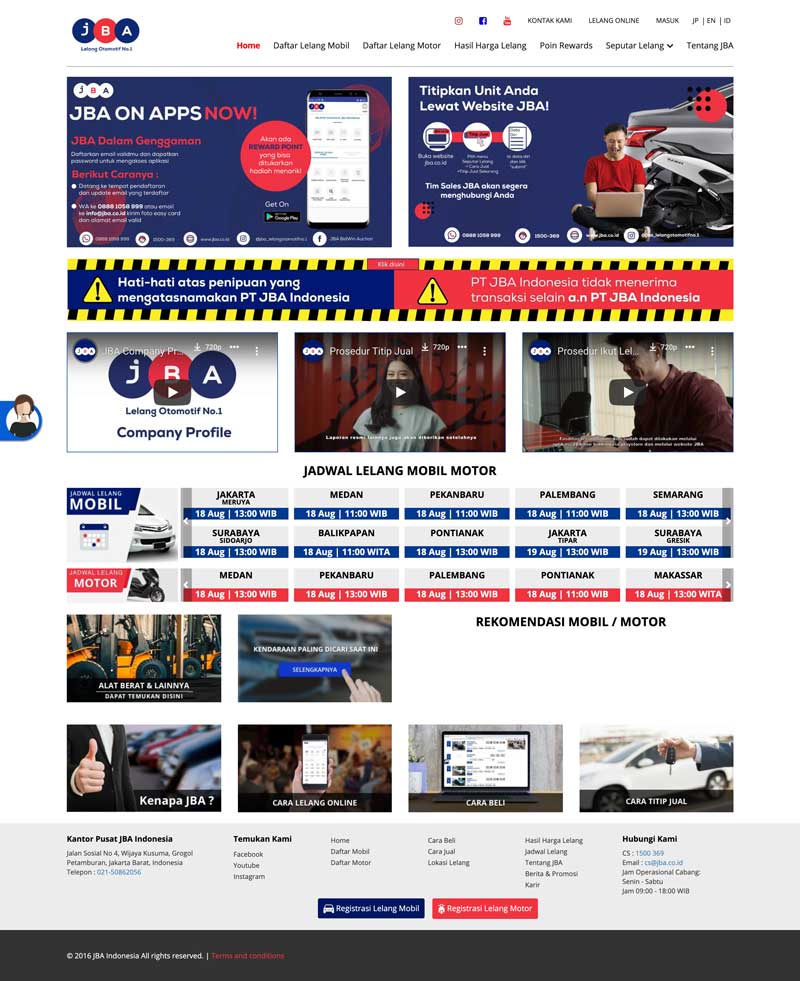 jBA
Lelang Otomotif No.1
KONTAK KAMI
LELANG ONLINE
MASUK
JP | EN | ID
Home
Daftar Lelang Mobil
Daftar Lelang Motor
Hasil Harga Lelang
Poin Rewards
Seputar Lelang
Tentang JBA
JBA
JBA ON APPS NOW!
JBA Dalam Genggaman
Daftarkan email validmu dan dapatkan
password untuk mengakses aplikasi
Berikut Caranya :
Datang ke tempat pendaftaran
dan update email yang terdaftar
WA ke 0888 1058 999 atau email
ke info@jba.co.id kirim foto easy card
dan alamat email valid
Akan ada
REWARD POINT
yang bisa
ditukarkan
hadiah menarik!
Get On
Google Play
0888 1058 999
1500-369
www.jba.co.id
@jba_lelangotomotifno1
JBA BidWin Auction
Titipkan Unit Anda
Lewat Website JBA!
Buka website
jba.co.id
Pilih menu
Seputar Lelang
Tim Sales JBA akan segera
menghubungi Anda
0888 1058 999
1500-369
www.jba.co.id
@jba_lelangotomotifno.1
Klik disini
Hati-hati atas penipuan yang
mengatasnamakan PT JBA Indonesia
PT JBA Indonesia tidak menerima
transaksi selain a.n PT JBA Indonesia
JBA Company Pr...
720p
jBA
Lelang Otomotif No.1
Company Profile
Prosedur Titip Jual
720p
Laporan resmi lainnya juga akan diberikan setelahnya
Prosedur Ikut Lel...
720p
JADWAL LELANG MOBIL MOTOR
JADWAL LELANG
MOBIL
JAKARTA
MERUYA
18 Aug | 13:00 WIB
MEDAN
18 Aug | 11:00 WIB
PEKANBARU
18 Aug | 13:00 WIB
PALEMBANG
18 Aug | 13:00 WIB
SEMARANG
18 Aug | 13:00 WIB
SURABAYA
SIDOARJO
18 Aug | 13:00 WIB
BALIKPAPAN
18 Aug | 11:00 WITA
PONTIANAK
18 Aug | 13:00 WIB
JAKARTA
TIPAR
19 Aug | 13:00 WIB
SURABAYA
GRESIK
19 Aug | 13:00 WIB
JADWAL LELANG
MOTOR
MEDAN
18 Aug | 13:00 WIB
PEKANBARU
18 Aug | 13:00 WIB
PALEMBANG
18 Aug | 13:00 WIB
PONTIANAK
18 Aug | 11:00 WIB
MAKASSAR
18 Aug | 13:00 WITA
REKOMENDASI MOBIL / MOTOR
ALAT BERAT & LAINNYA
DAPAT TEMUKAN DISINI
KENDARAAN PALING DICARI SAAT INI
SELENGKAPNYA
Kenapa JBA ?
CARA LELANG ONLINE
CARA BELI
CARA TITIP JUAL
Kantor Pusat JBA Indonesia
Jalan Sosial No 4, Wijaya Kusuma, Grogol
Petamburan, Jakarta Barat, Indonesia
Telepon : 021-50862056
Temukan Kami
Facebook
Youtube
Instagram
Home
Daftar Mobil
Daftar Motor
Cara Beli
Cara Jual
Lokasi Lelang
Hasil Harga Lelang
Jadwal Lelang
Tentang JBA
Berita & Promosi
Karir
Hubungi Kami
CS : 1500 369
Email : cs@jba.co.id
Jam Operasional Cabang:
Senin - Sabtu
Jam 09:00 - 18:00 WIB
Registrasi Lelang Mobil
Registrasi Lelang Motor
© 2016 JBA Indonesia All rights reserved. | Terms and conditions